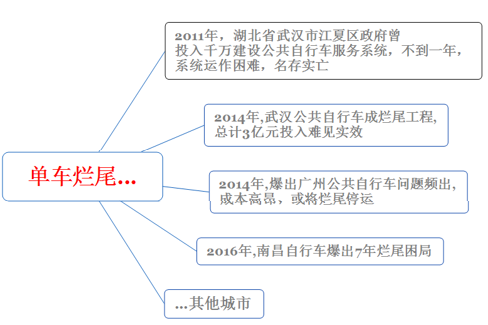 2011年，湖北省武汉市江夏区政府曾
投入千万建设公共自行车服务系统，不到一年，
系统运作困难，名存实亡
2014年,武汉公共自行车成烂尾工程,
总计3亿元投入难见实效
单车烂尾...
2014年,爆出广州公共自行车问题频出,
成本高昂，或将烂尾停运
2016年,南昌自行车爆出7年烂尾困局
...其他城市